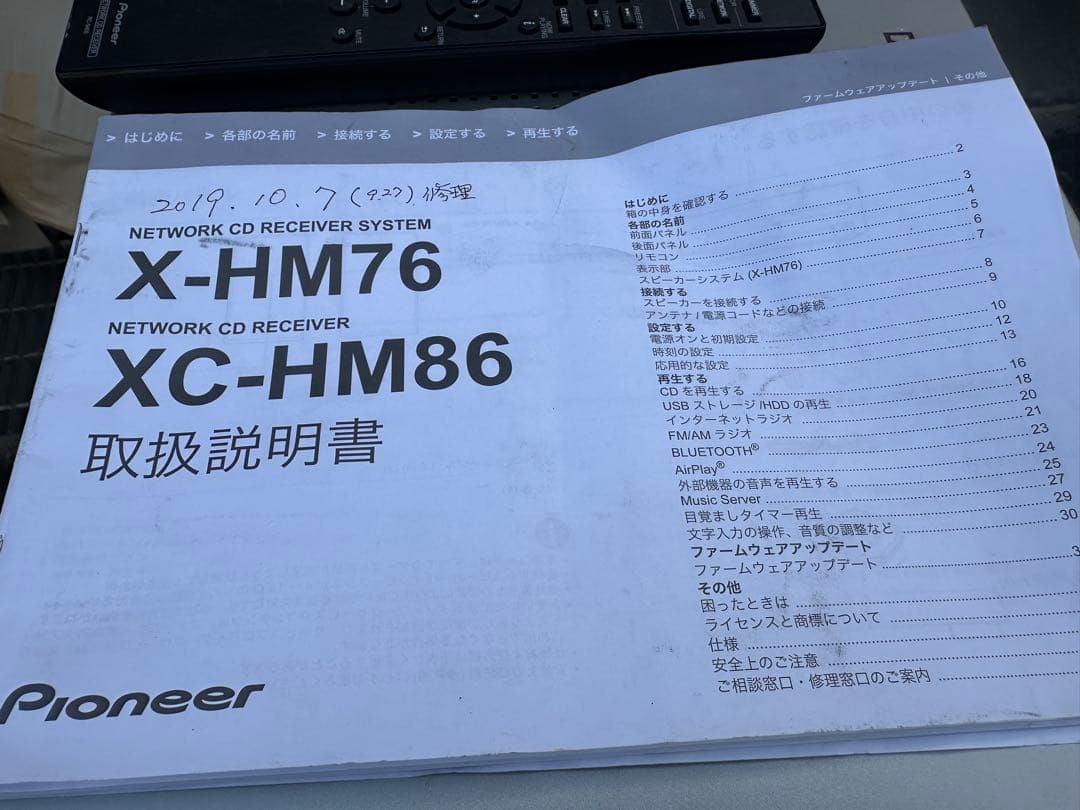 Pioneer
CLEAR
MUTE
RETURN
> はじめに > 各部の名前 > 接続する > 設定する > 再生する
ファームウェアアップデート | その他
2019.10.7(9.27)修理
NETWORK CD RECEIVER SYSTEM
X-HM76
NETWORK CD RECEIVER
XC-HM86
取扱説明書
Pioneer
はじめに
箱の中身を確認する 2
各部の名前
前面パネル 3
後面パネル 4
リモコン 5
表示部 6
スピーカーシステム (X-HM76) 7
接続する
スピーカーを接続する 8
アンテナ / 電源コードなどの接続 9
設定する
電源オンと初期設定 10
時刻の設定 12
応用的な設定 13
再生する
CD を再生する 16
USB ストレージ /HDD の再生 18
インターネットラジオ 20
FM/AM ラジオ 21
BLUETOOTH® 23
AirPlay® 24
外部機器の音声を再生する 25
Music Server 27
目覚ましタイマー再生 29
文字入力の操作、音質の調整など 30
ファームウェアアップデート
ファームウェアアップデート
その他
困ったときは
ライセンスと商標について
仕様
安全上のご注意
ご相談窓口・修理窓口のご案内